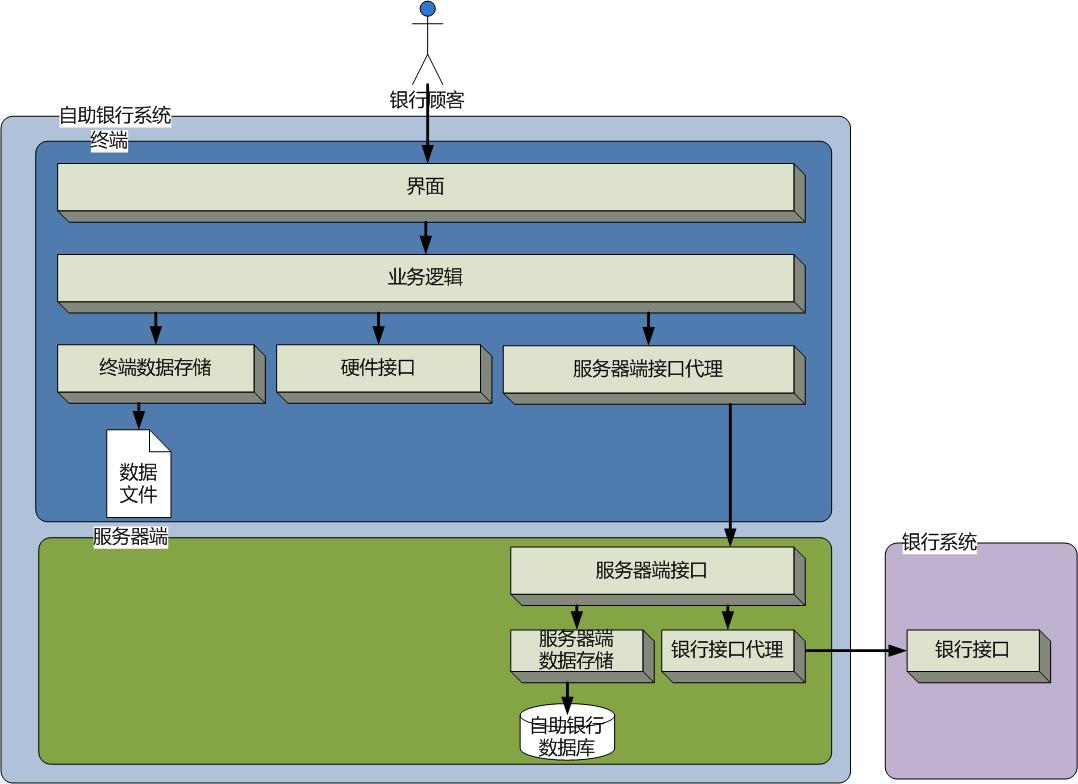 银行顾客
自助银行系统
终端
界面
业务逻辑
终端数据存储
硬件接口
服务器端接口代理
数据
文件
服务器端
银行系统
服务器端接口
服务器端
数据存储
银行接口代理
银行接口
自助银行
数据库